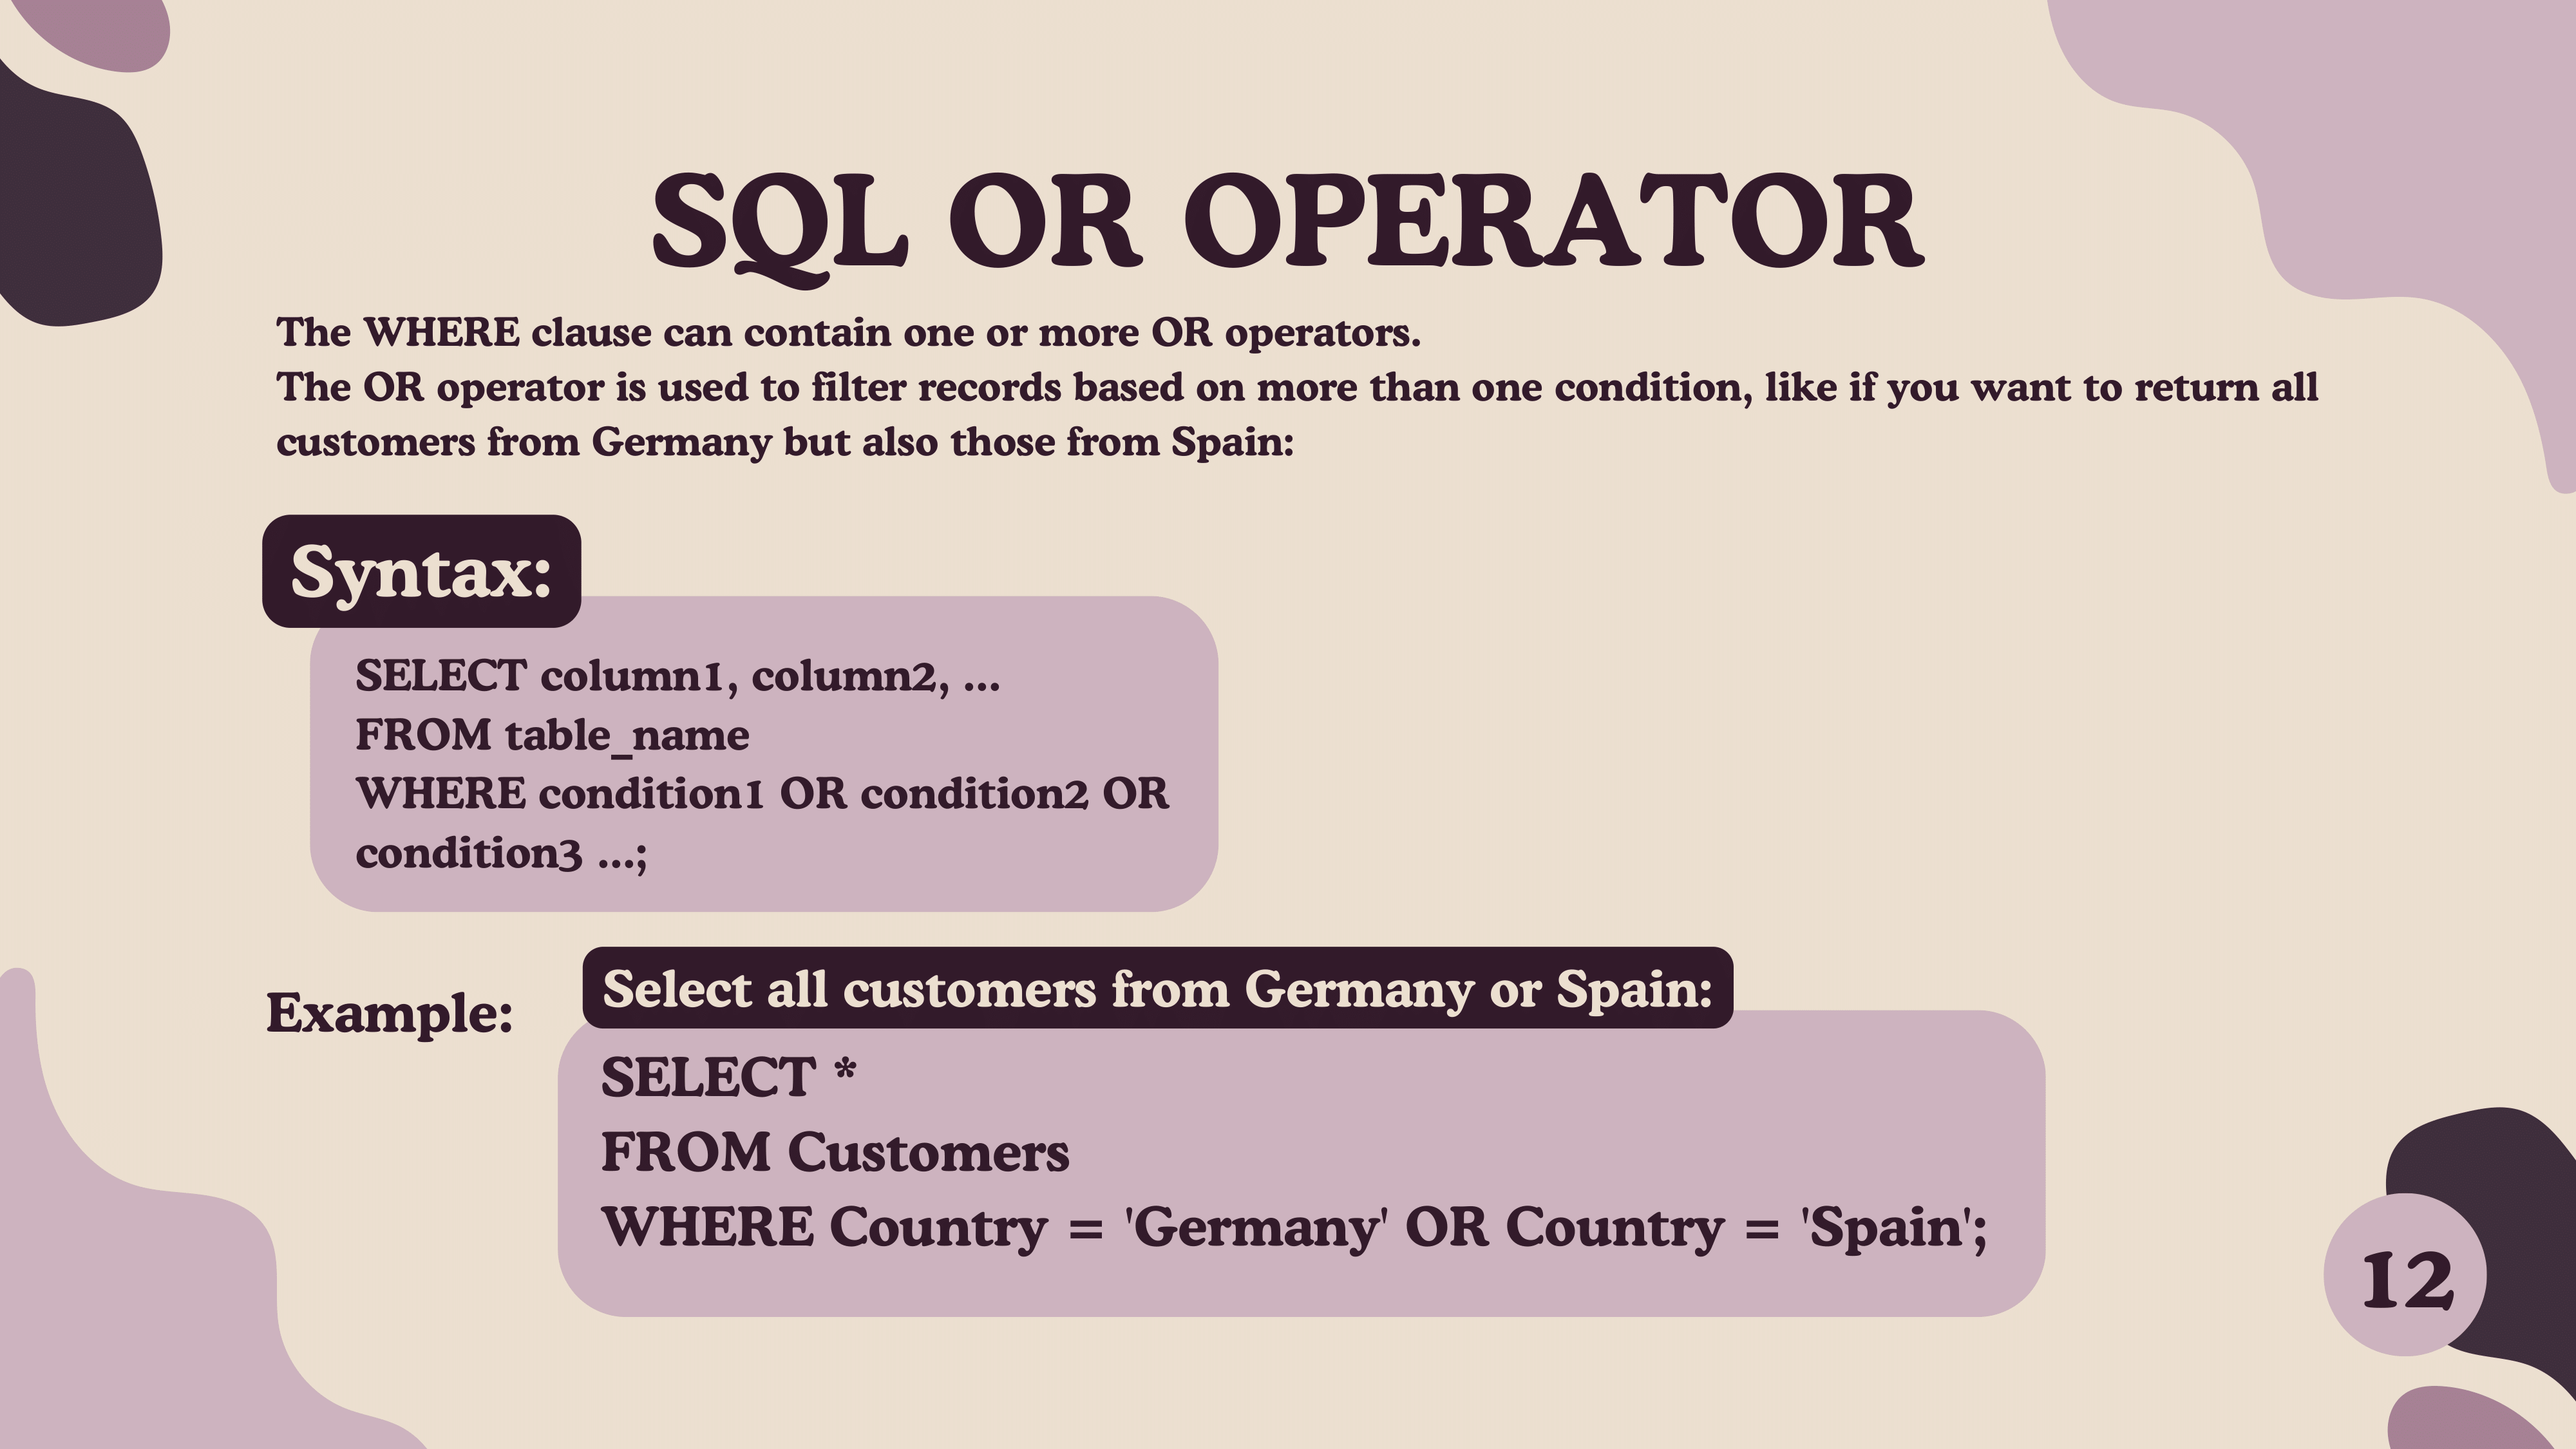 SQL OR OPERATOR
The WHERE clause can contain one or more OR operators.
The OR operator is used to filter records based on more than one condition, like if you want to return all
customers from Germany but also those from Spain:
Syntax:
SELECT column1, column2, ...
FROM table_name
WHERE condition1 OR condition2 OR
condition3 ...;
Example:
Select all customers from Germany or Spain:
SELECT *
FROM Customers
WHERE Country = 'Germany' OR Country = 'Spain';
12